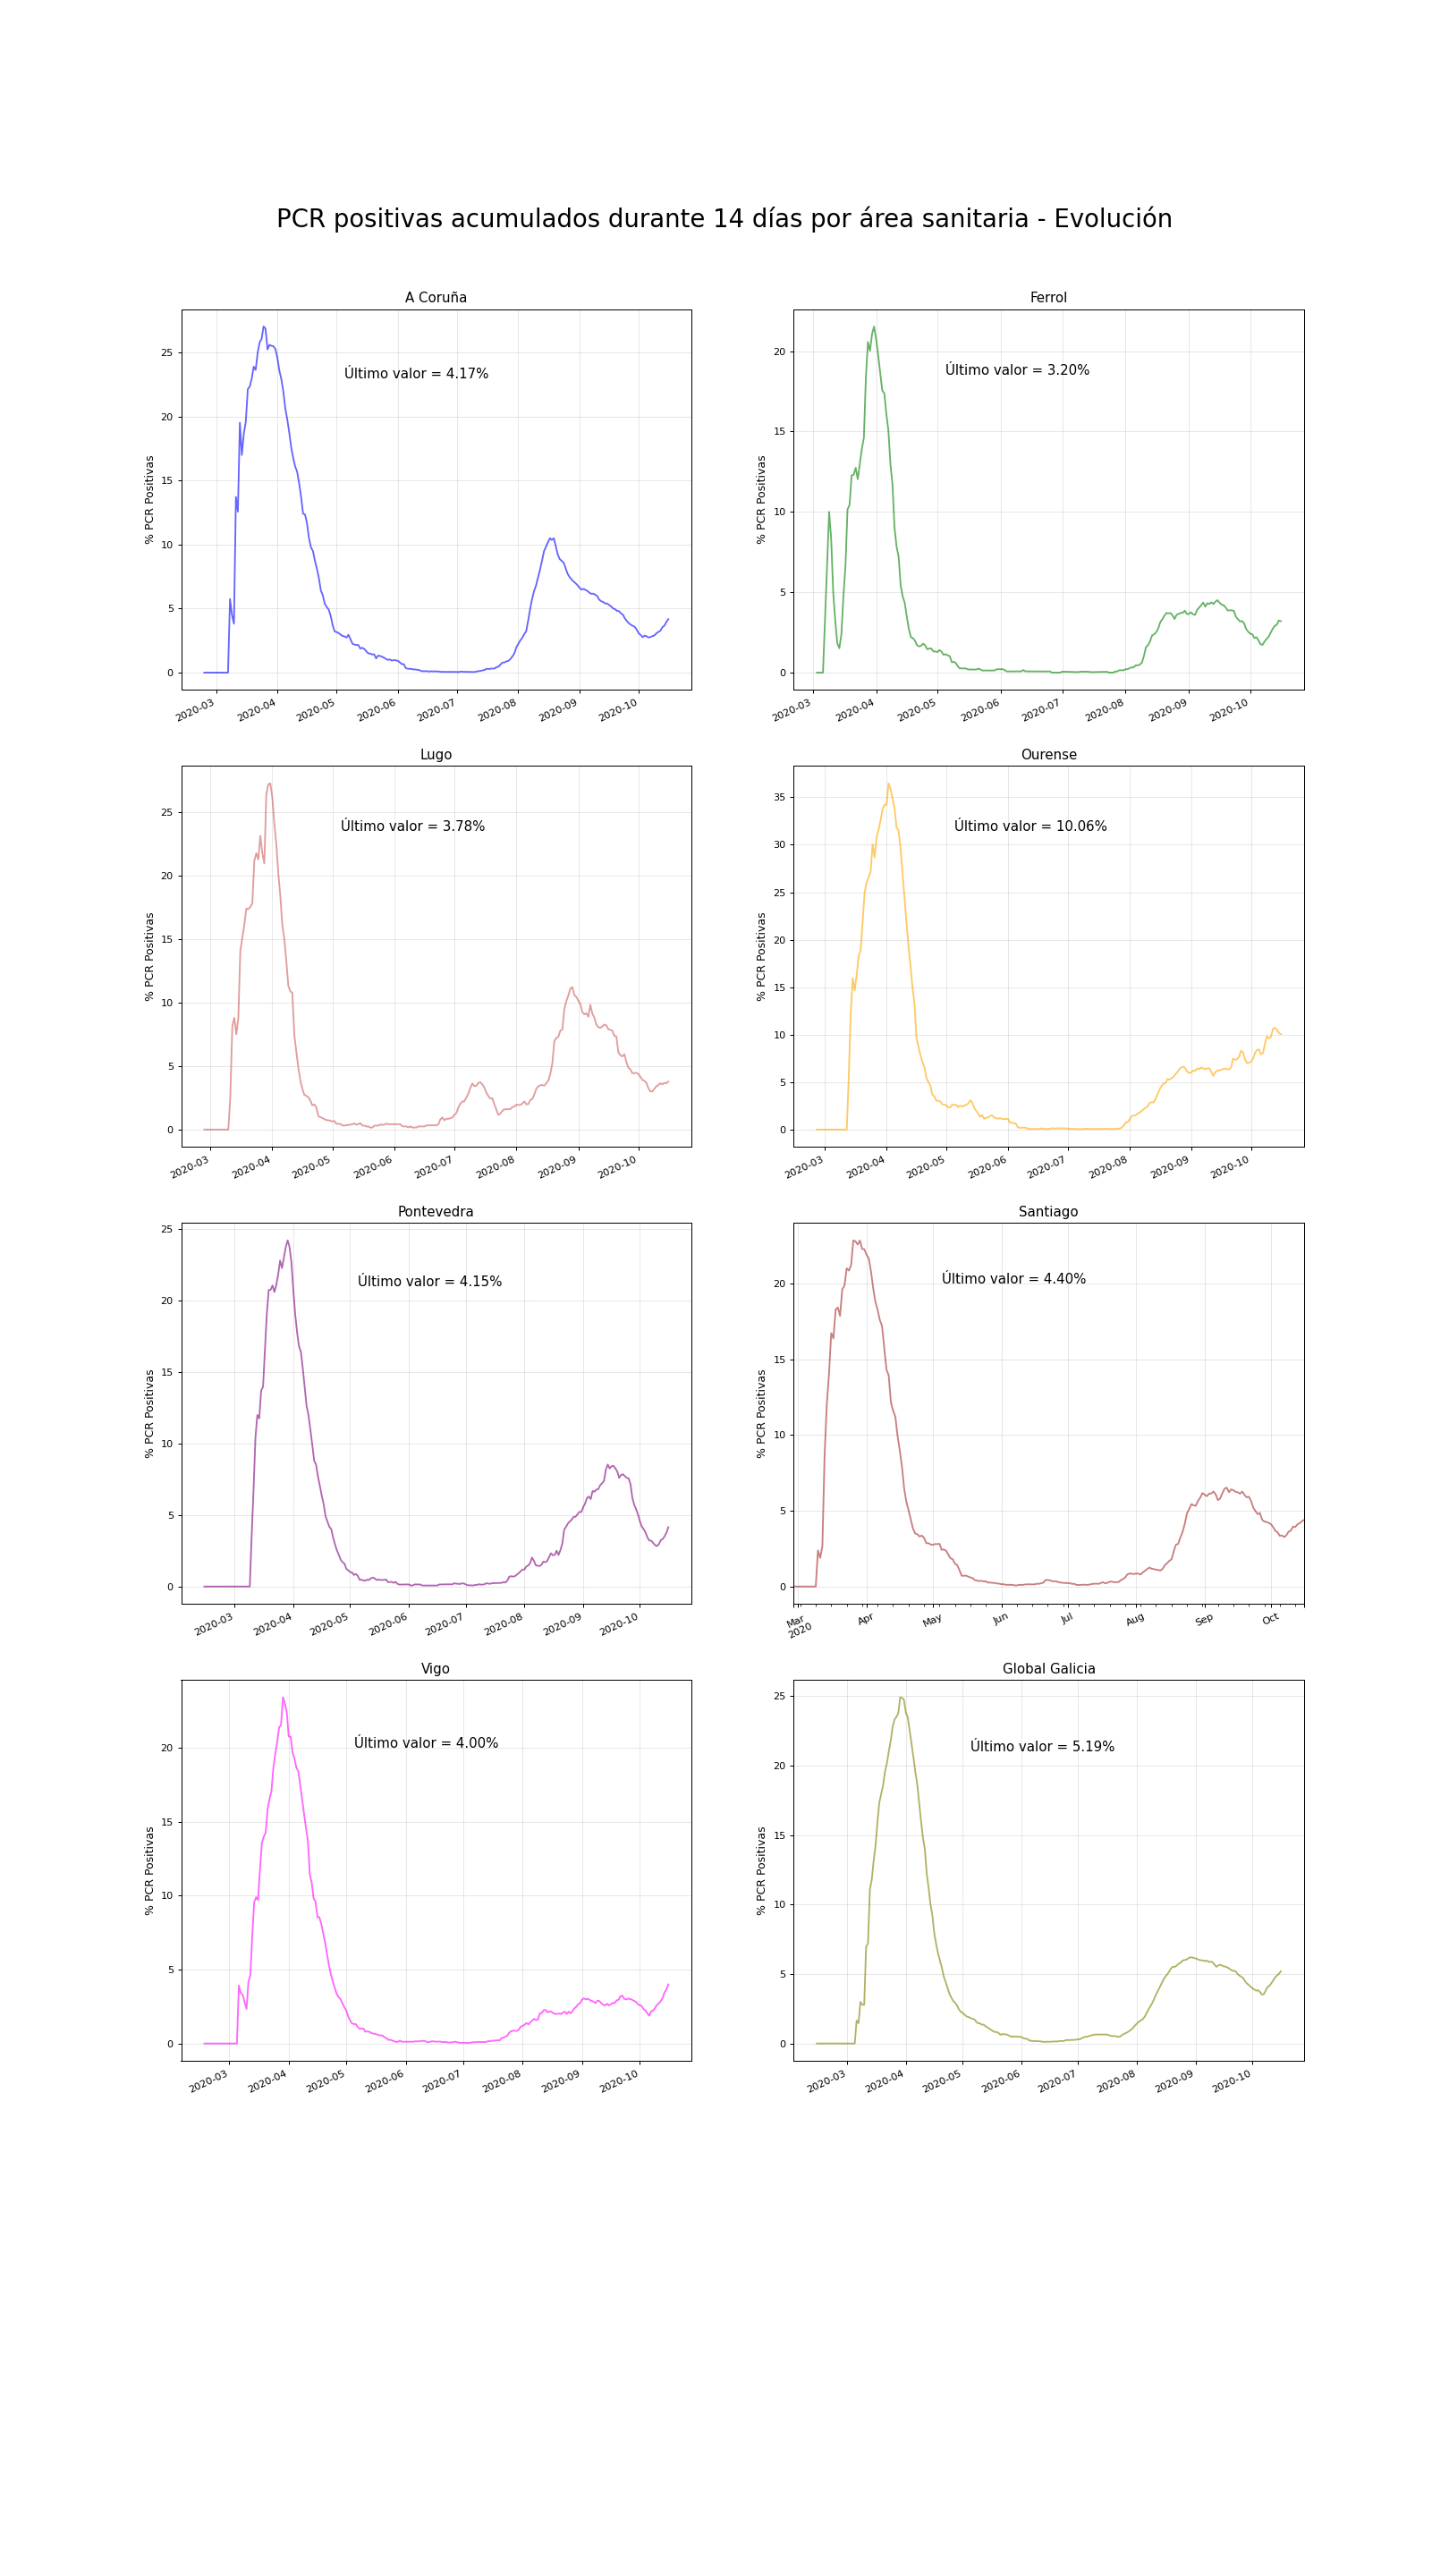 PCR positivas acumulados durante 14 días por área sanitaria - Evolución
A Coruña
Último valor = 4.17%
% PCR Positivas
25
20
15
10
5
0
2020-03 2020-04 2020-05 2020-06 2020-07 2020-08 2020-09 2020-10
Ferrol
Último valor = 3.20%
% PCR Positivas
20
15
10
5
0
2020-03 2020-04 2020-05 2020-06 2020-07 2020-08 2020-09 2020-10
Lugo
Último valor = 3.78%
% PCR Positivas
25
20
15
10
5
0
2020-03 2020-04 2020-05 2020-06 2020-07 2020-08 2020-09 2020-10
Ourense
Último valor = 10.06%
% PCR Positivas
35
30
25
20
15
10
5
0
2020-03 2020-04 2020-05 2020-06 2020-07 2020-08 2020-09 2020-10
Pontevedra
Último valor = 4.15%
% PCR Positivas
25
20
15
10
5
0
2020-03 2020-04 2020-05 2020-06 2020-07 2020-08 2020-09 2020-10
Santiago
Último valor = 4.40%
% PCR Positivas
20
15
10
5
0
Mar Apr May Jun Jul Aug Sep Oct
2020
Vigo
Último valor = 4.00%
% PCR Positivas
20
15
10
5
0
2020-03 2020-04 2020-05 2020-06 2020-07 2020-08 2020-09 2020-10
Global Galicia
Último valor = 5.19%
% PCR Positivas
25
20
15
10
5
0
2020-03 2020-04 2020-05 2020-06 2020-07 2020-08 2020-09 2020-10